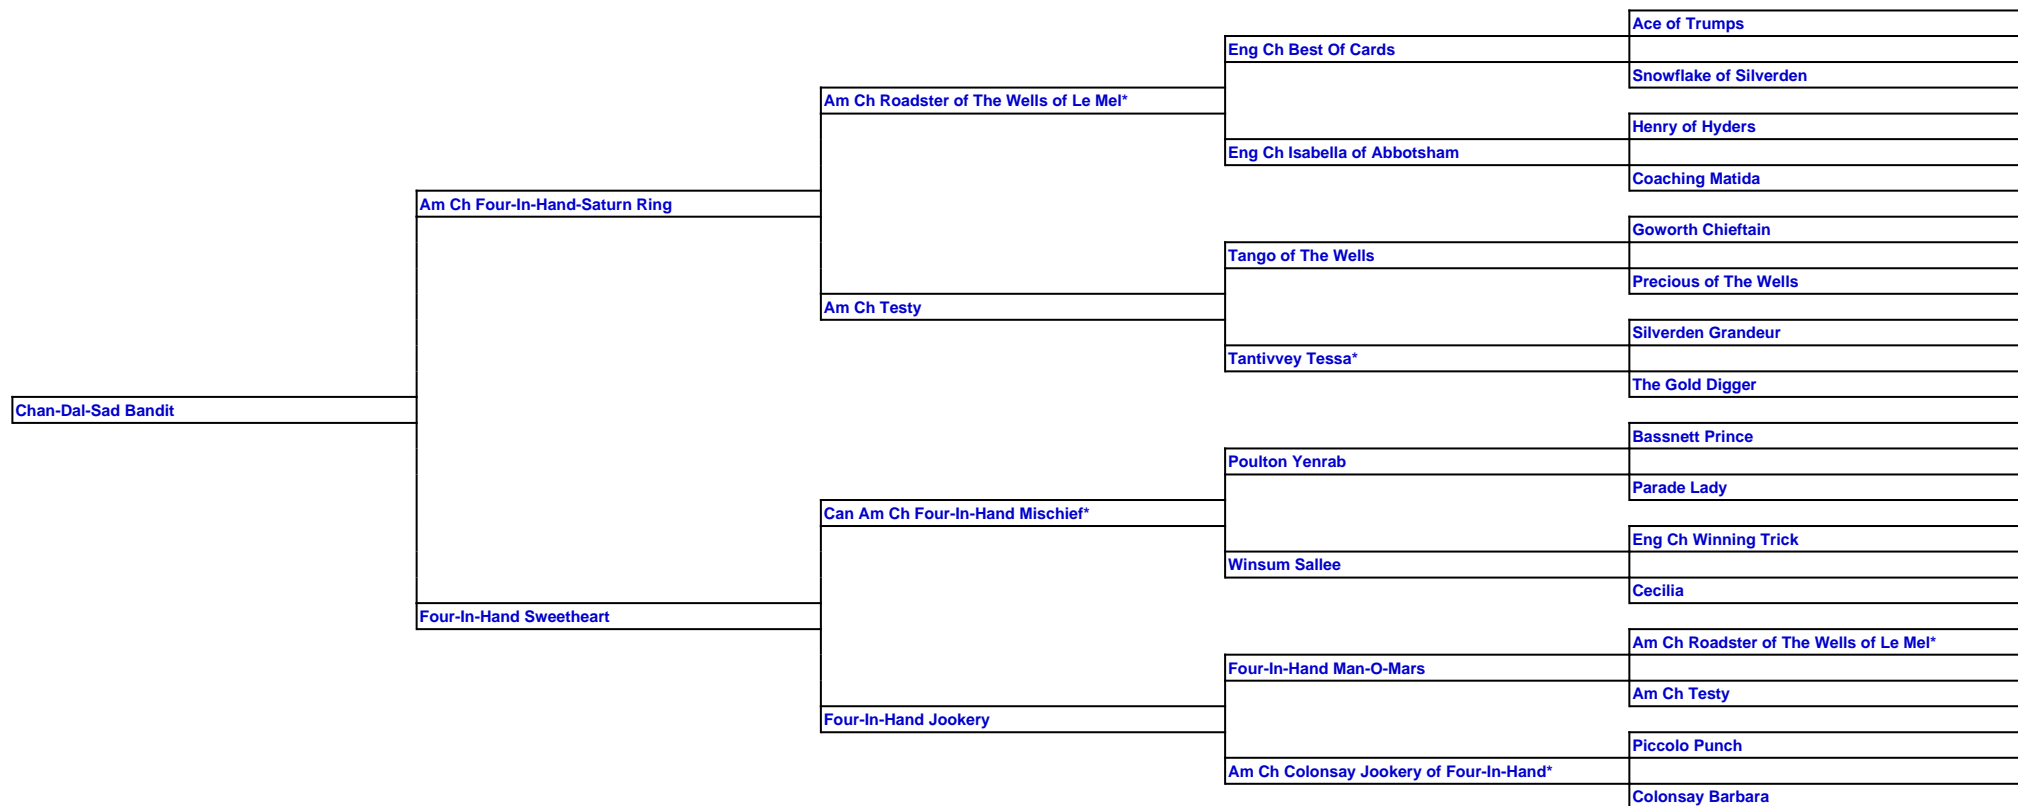 Ace of Trumps
Eng Ch Best Of Cards
Snowflake of Silverden
Am Ch Roadster of The Wells of Le Mel*
Henry of Hyders
Eng Ch Isabella of Abbotsham
Coaching Matida
Am Ch Four-In-Hand-Saturn Ring
Goworth Chieftain
Tango of The Wells
Precious of The Wells
Am Ch Testy
Silverden Grandeur
Tantivvey Tessa*
The Gold Digger
Chan-Dal-Sad Bandit
Bassnett Prince
Poulton Yenrab
Parade Lady
Can Am Ch Four-In-Hand Mischief*
Eng Ch Winning Trick
Winsum Sallee
Cecilia
Four-In-Hand Sweetheart
Am Ch Roadster of The Wells of Le Mel*
Four-In-Hand Man-O-Mars
Am Ch Testy
Four-In-Hand Jookery
Piccolo Punch
Am Ch Colonsay Jookery of Four-In-Hand*
Colonsay Barbara